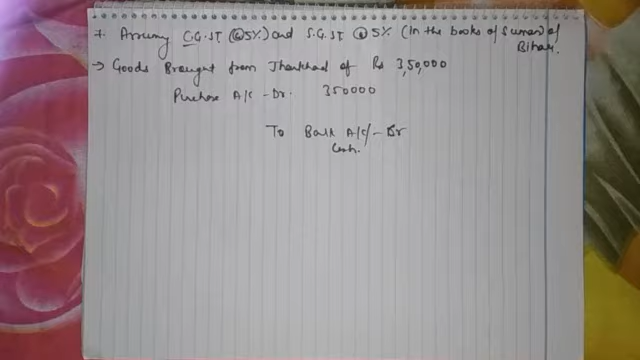 + Assuming C.G.ST (@5%) and S.G.ST @ 5% (In the books of Suman of
Bihar.
→ Goods Brought from Jharkhad of Rs 3,50,000
Purchase A/c - Dr. 350000
To Bank A/c/- Dr
Cash.